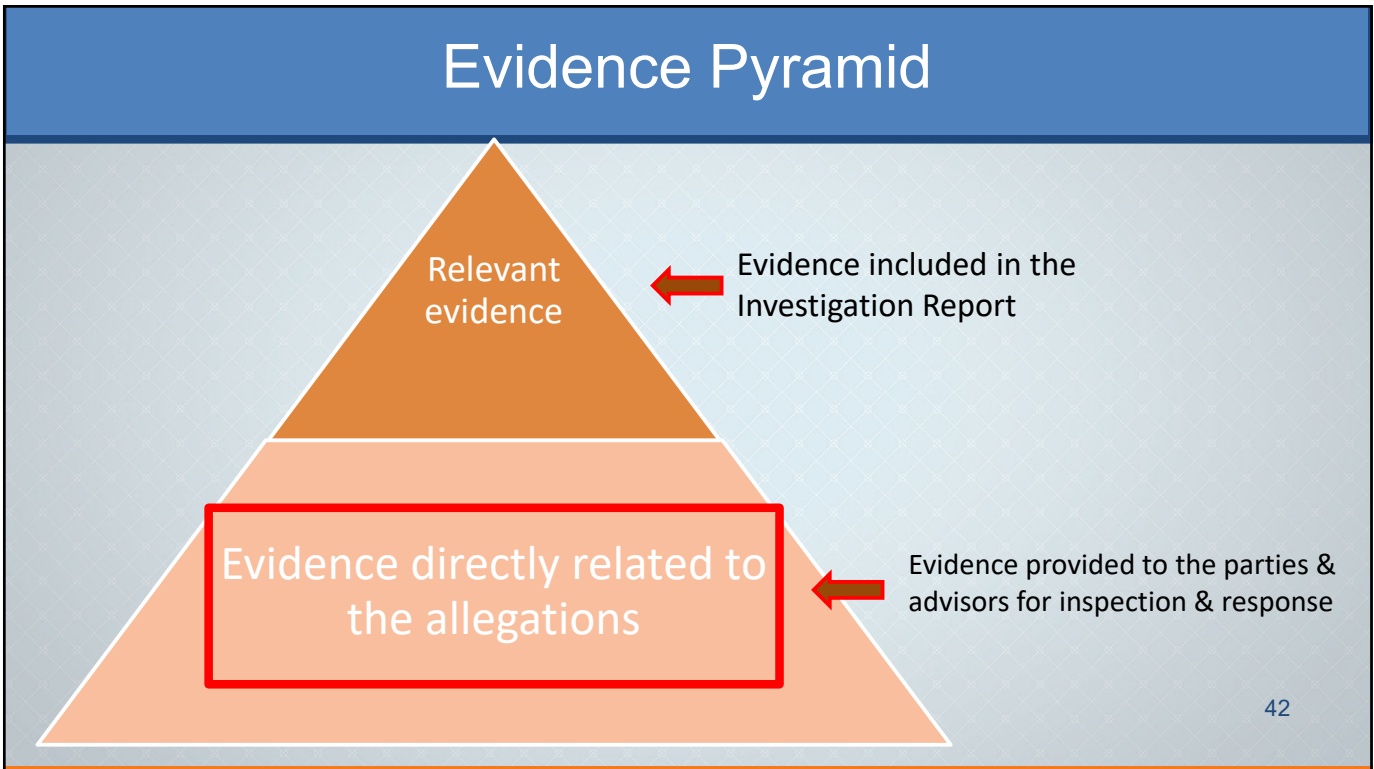 Evidence Pyramid
Relevant
evidence
Evidence included in the
Investigation Report
Evidence directly related to
the allegations
Evidence provided to the parties &
advisors for inspection & response
42